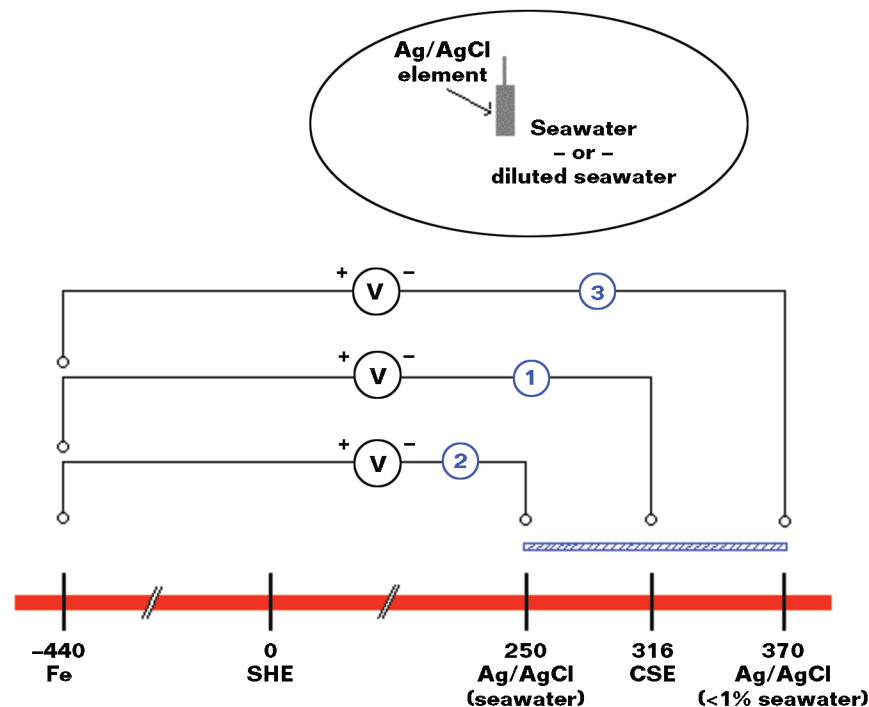 Ag/AgCl
element
Seawater
– or –
diluted seawater
+ V – 3
+ V – 1
+ V – 2
–440 0 250 316 370
Fe SHE Ag/AgCl CSE Ag/AgCl
(seawater) (<1% seawater)